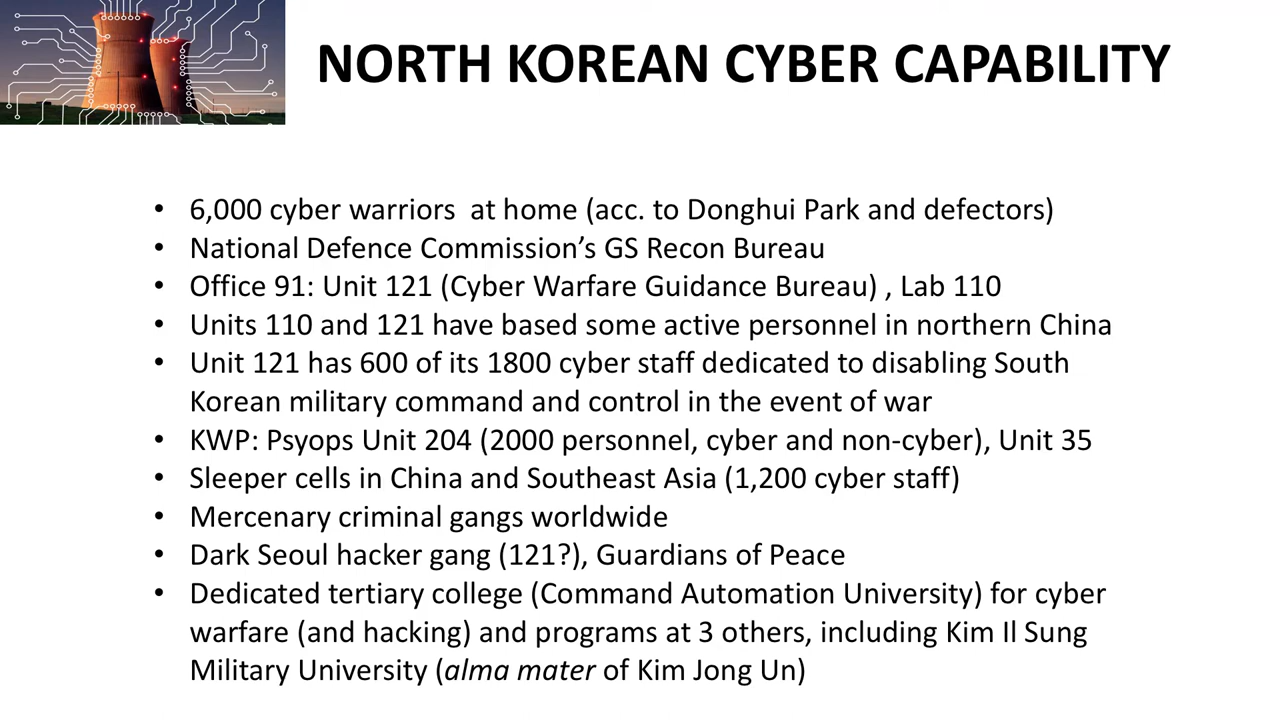 NORTH KOREAN CYBER CAPABILITY
• 6,000 cyber warriors at home (acc. to Donghui Park and defectors)
• National Defence Commission’s GS Recon Bureau
• Office 91: Unit 121 (Cyber Warfare Guidance Bureau) , Lab 110
• Units 110 and 121 have based some active personnel in northern China
• Unit 121 has 600 of its 1800 cyber staff dedicated to disabling South
Korean military command and control in the event of war
• KWP: Psyops Unit 204 (2000 personnel, cyber and non-cyber), Unit 35
• Sleeper cells in China and Southeast Asia (1,200 cyber staff)
• Mercenary criminal gangs worldwide
• Dark Seoul hacker gang (121?), Guardians of Peace
• Dedicated tertiary college (Command Automation University) for cyber
warfare (and hacking) and programs at 3 others, including Kim Il Sung
Military University (alma mater of Kim Jong Un)